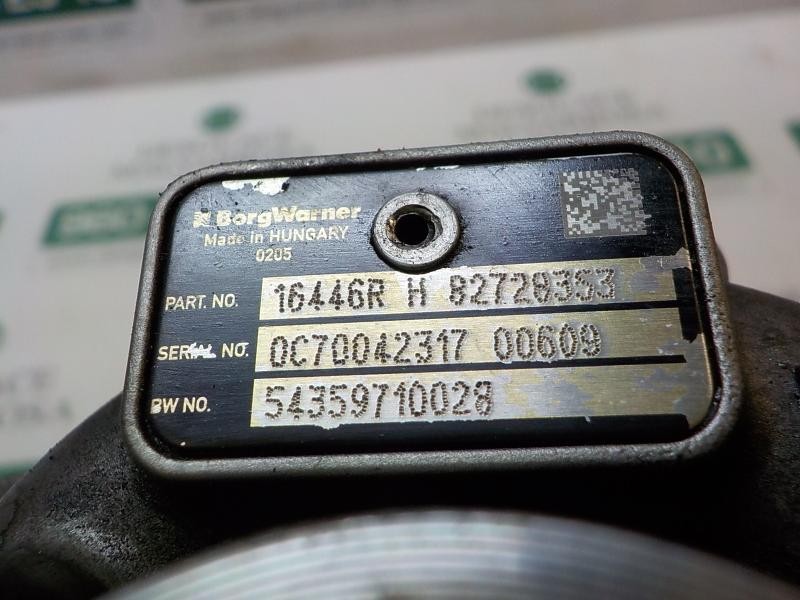 BorgWarner
Made in HUNGARY
0205
PART. NO. 16446R H 82728353
SERIAL NO. 0C70042317 00609
BW NO. 54359710028